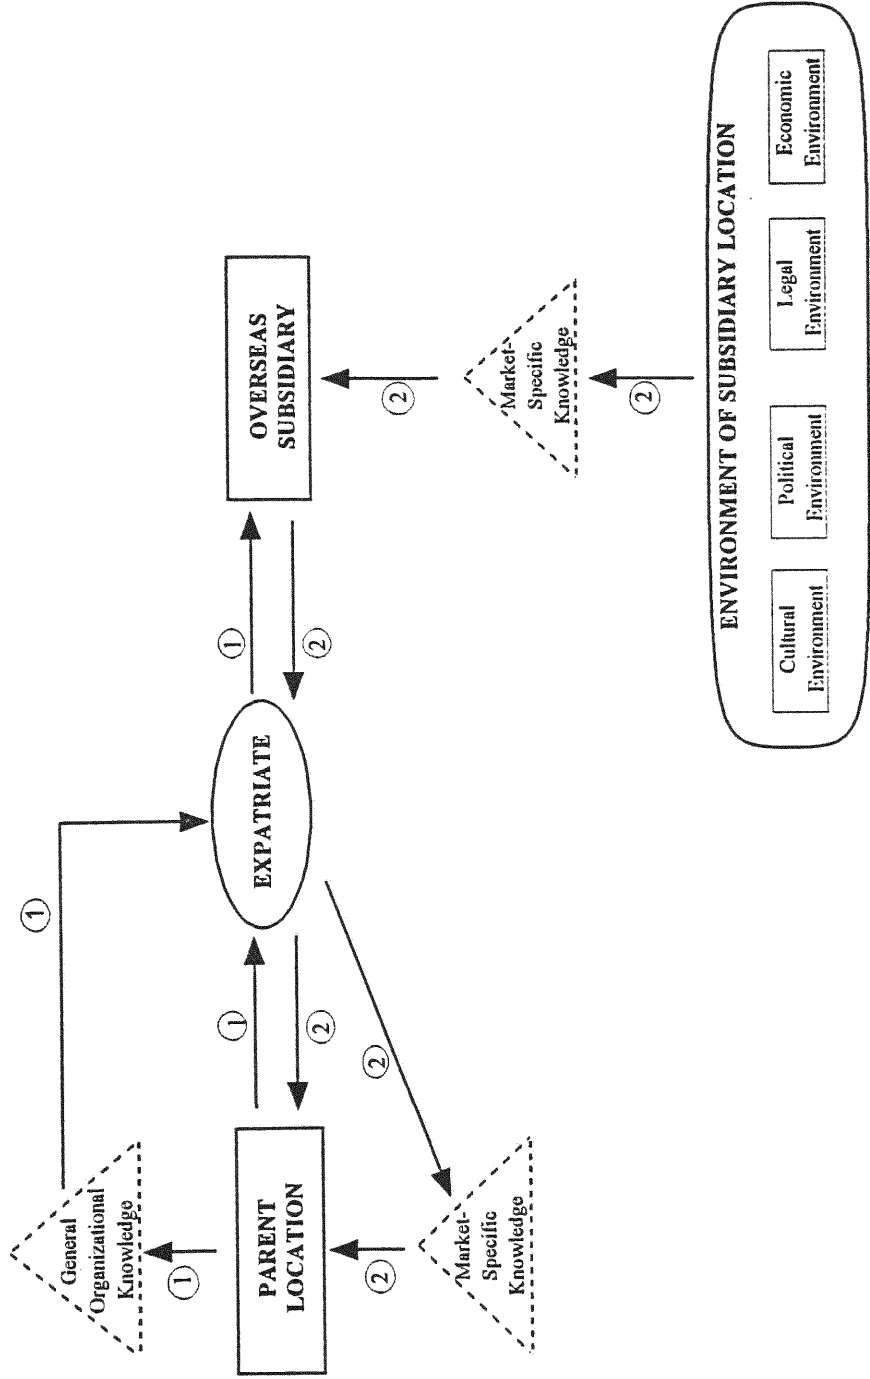 General
Organizational
Knowledge
1
1
PARENT
LOCATION
1
2
EXPATRIATE
1
2
OVERSEAS
SUBSIDIARY
2
Market-
Specific
Knowledge
2
2
Market-
Specific
Knowledge
2
ENVIRONMENT OF SUBSIDIARY LOCATION
Cultural
Environment
Political
Environment
Legal
Environment
Economic
Environment